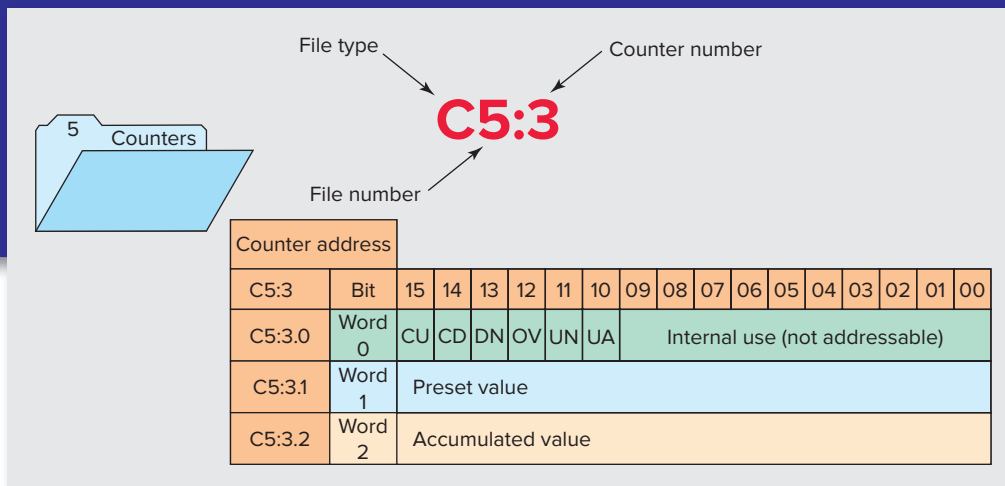 File type
Counter number
C5:3
5
Counters
File number
Counter address
C5:3 Bit 15 14 13 12 11 10 09 08 07 06 05 04 03 02 01 00
C5:3.0 Word 0 CU CD DN OV UN UA Internal use (not addressable)
C5:3.1 Word 1 Preset value
C5:3.2 Word 2 Accumulated value